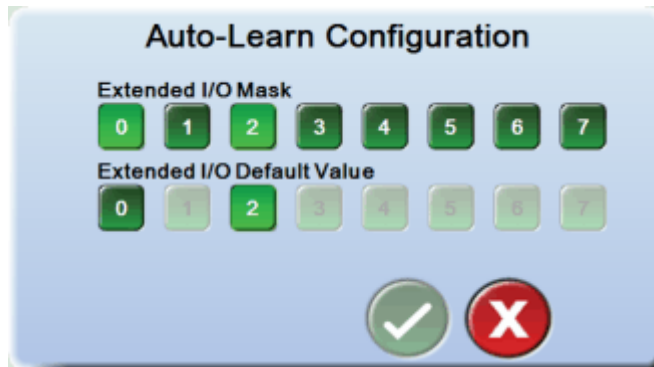 Auto-Learn Configuration
Extended I/O Mask
0 1 2 3 4 5 6 7
Extended I/O Default Value
0 1 2 3 4 5 6 7
X